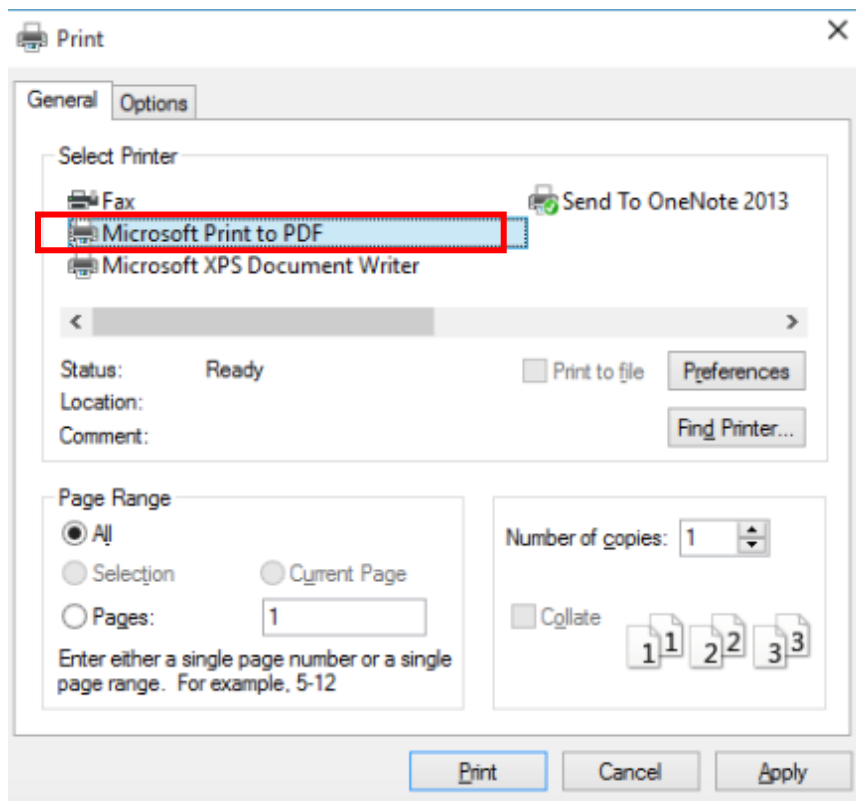 Print
General Options
Select Printer
Fax Send To OneNote 2013
Microsoft Print to PDF
Microsoft XPS Document Writer
Status: Ready Print to file Preferences
Location:
Comment: Find Printer...
Page Range
All Number of copies: 1
Selection Current Page
Pages: 1 Collate
1 1 2 2 3 3
Enter either a single page number or a single
page range. For example, 5-12
Print Cancel Apply